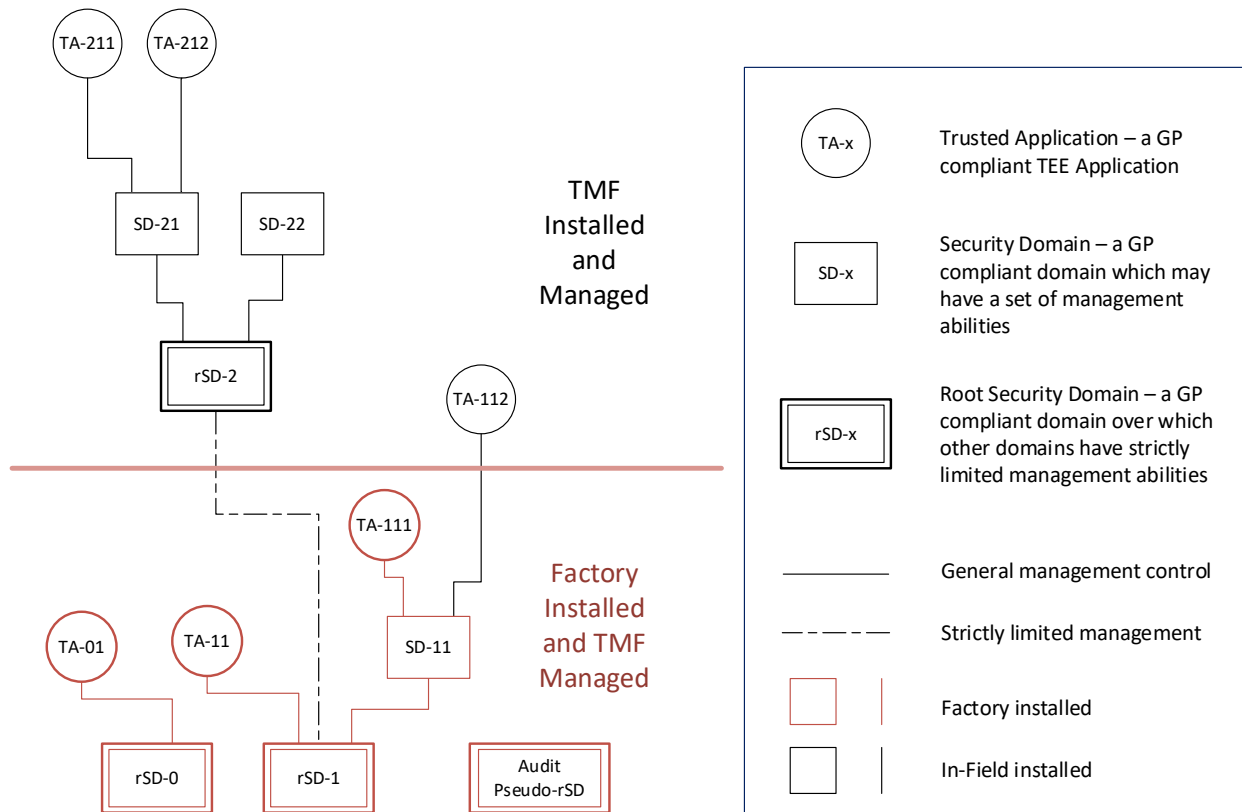 TA-211
TA-212
SD-21
SD-22
TMF
Installed
and
Managed
rSD-2
TA-112
TA-111
Factory
Installed
and TMF
Managed
TA-01
TA-11
SD-11
rSD-0
rSD-1
Audit
Pseudo-rSD
TA-x
Trusted Application – a GP
compliant TEE Application
SD-x
Security Domain – a GP
compliant domain which may
have a set of management
abilities
rSD-x
Root Security Domain – a GP
compliant domain over which
other domains have strictly
limited management abilities
General management control
Strictly limited management
Factory installed
In-Field installed